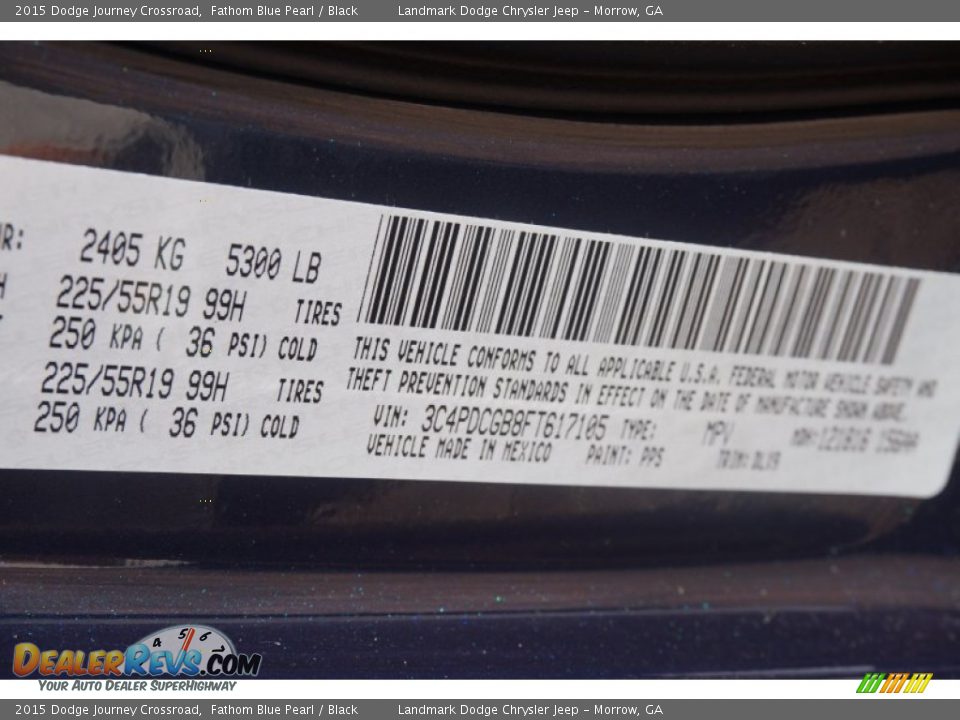 2015 Dodge Journey Crossroad, Fathom Blue Pearl / Black Landmark Dodge Chrysler Jeep - Morrow, GA
2405 KG 5300 LB
225/55R19 99H TIRES
250 KPA ( 36 PSI) COLD
225/55R19 99H TIRES
250 KPA ( 36 PSI) COLD
THIS VEHICLE CONFORMS TO ALL APPLICABLE U.S.A. FEDERAL MOTOR VEHICLE SAFETY AND
THEFT PREVENTION STANDARDS IN EFFECT ON THE DATE OF MANUFACTURE SHOWN ABOVE.
VIN: 3C4PDCGB8FT617105 TYPE: MPV
VEHICLE MADE IN MEXICO PAINT: PPS TRIM:
4 5 6
DEALERREVS.COM
YOUR AUTO DEALER SUPERHIGHWAY
2015 Dodge Journey Crossroad, Fathom Blue Pearl / Black Landmark Dodge Chrysler Jeep - Morrow, GA